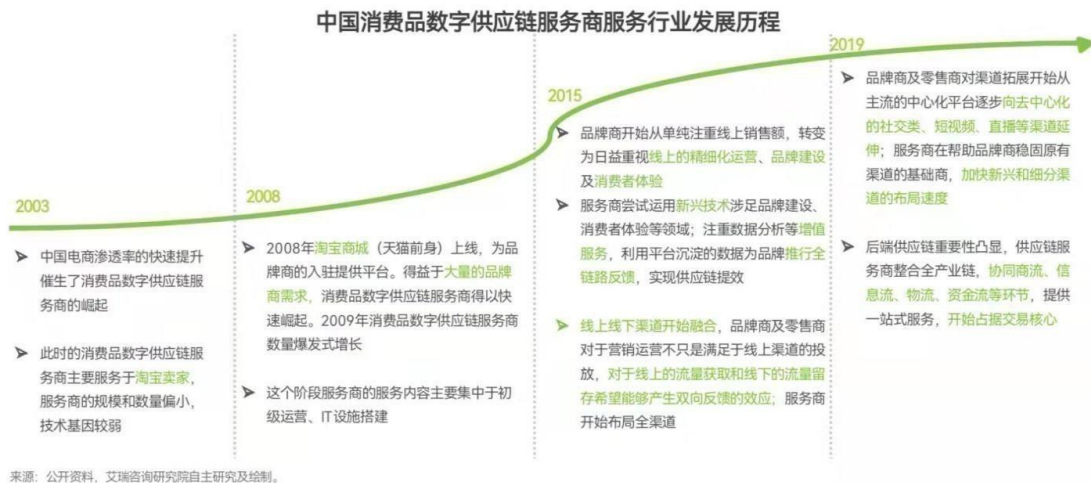 中国消费品数字供应链服务商服务行业发展历程
2003
➤ 中国电商渗透率的快速提升
催生了消费品数字供应链服
务商的崛起
➤ 此时的消费品数字供应链服
务商主要服务于淘宝卖家，
服务商的规模和数量偏小，
技术基因较弱
2008
➤ 2008年淘宝商城（天猫前身）上线，为品
牌商的入驻提供平台。得益于大量的品牌
商需求，消费品数字供应链服务商得以快
速崛起。2009年消费品数字供应链服务商
数量爆发式增长
➤ 这个阶段服务商的服务内容主要集中于初
级运营、IT设施搭建
2015
➤ 品牌商开始从单纯注重线上销售额，转变
为日益重视线上的精细化运营、品牌建设
及消费者体验
➤ 服务商尝试运用新兴技术涉足品牌建设、
消费者体验等领域；注重数据分析等增值
服务，利用平台沉淀的数据为品牌推行全
链路反馈，实现供应链提效
➤ 线上线下渠道开始融合，品牌商及零售商
对于营销运营不只是满足于线上渠道的投
放，对于线上的流量获取和线下的流量留
存希望能够产生双向反馈的效应；服务商
开始布局全渠道
2019
➤ 品牌商及零售商对渠道拓展开始从
主流的中心化平台逐步向去中心化
的社交类、短视频、直播等渠道延
伸；服务商在帮助品牌商稳固原有
渠道的基础商，加快新兴和细分渠
道的布局速度
➤ 后端供应链重要性凸显，供应链服
务商整合全产业链，协同商流、信
息流、物流、资金流等环节，提供
一站式服务，开始占据交易核心
来源：公开资料，艾瑞咨询研究院自主研究及绘制。